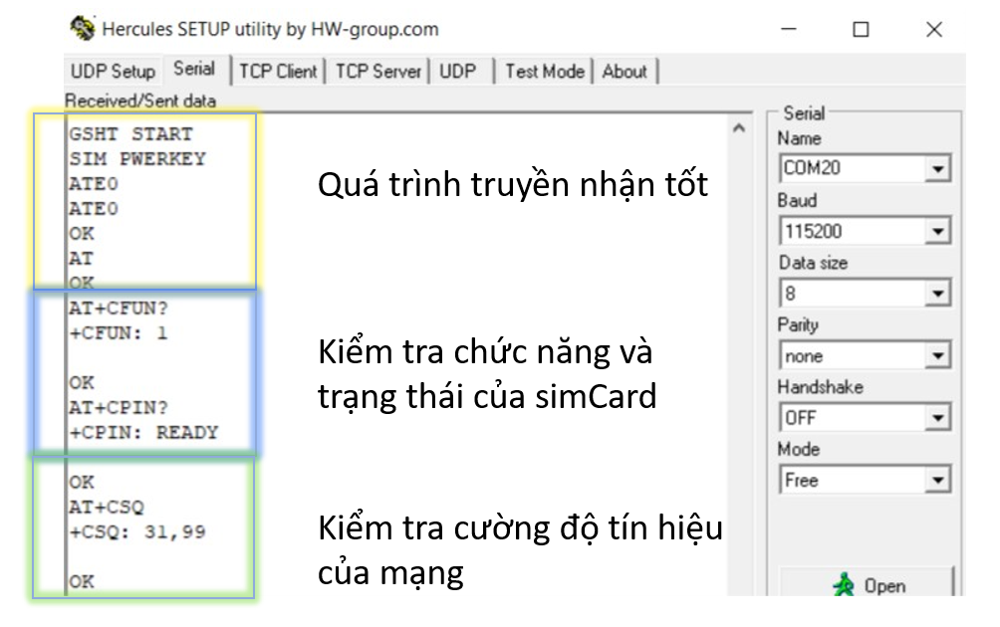 Hercules SETUP utility by HW-group.com
UDP Setup Serial TCP Client TCP Server UDP Test Mode About
Received/Sent data
GSHT START
SIM PWERKEY
ATE0
ATE0
OK
AT
OK
Quá trình truyền nhận tốt
AT+CFUN?
+CFUN: 1
OK
AT+CPIN?
+CPIN: READY
Kiểm tra chức năng và
trạng thái của simCard
OK
AT+CSQ
+CSQ: 31,99
OK
Kiểm tra cường độ tín hiệu
của mạng
Serial
Name
COM20
Baud
115200
Data size
8
Parity
none
Handshake
OFF
Mode
Free
Open